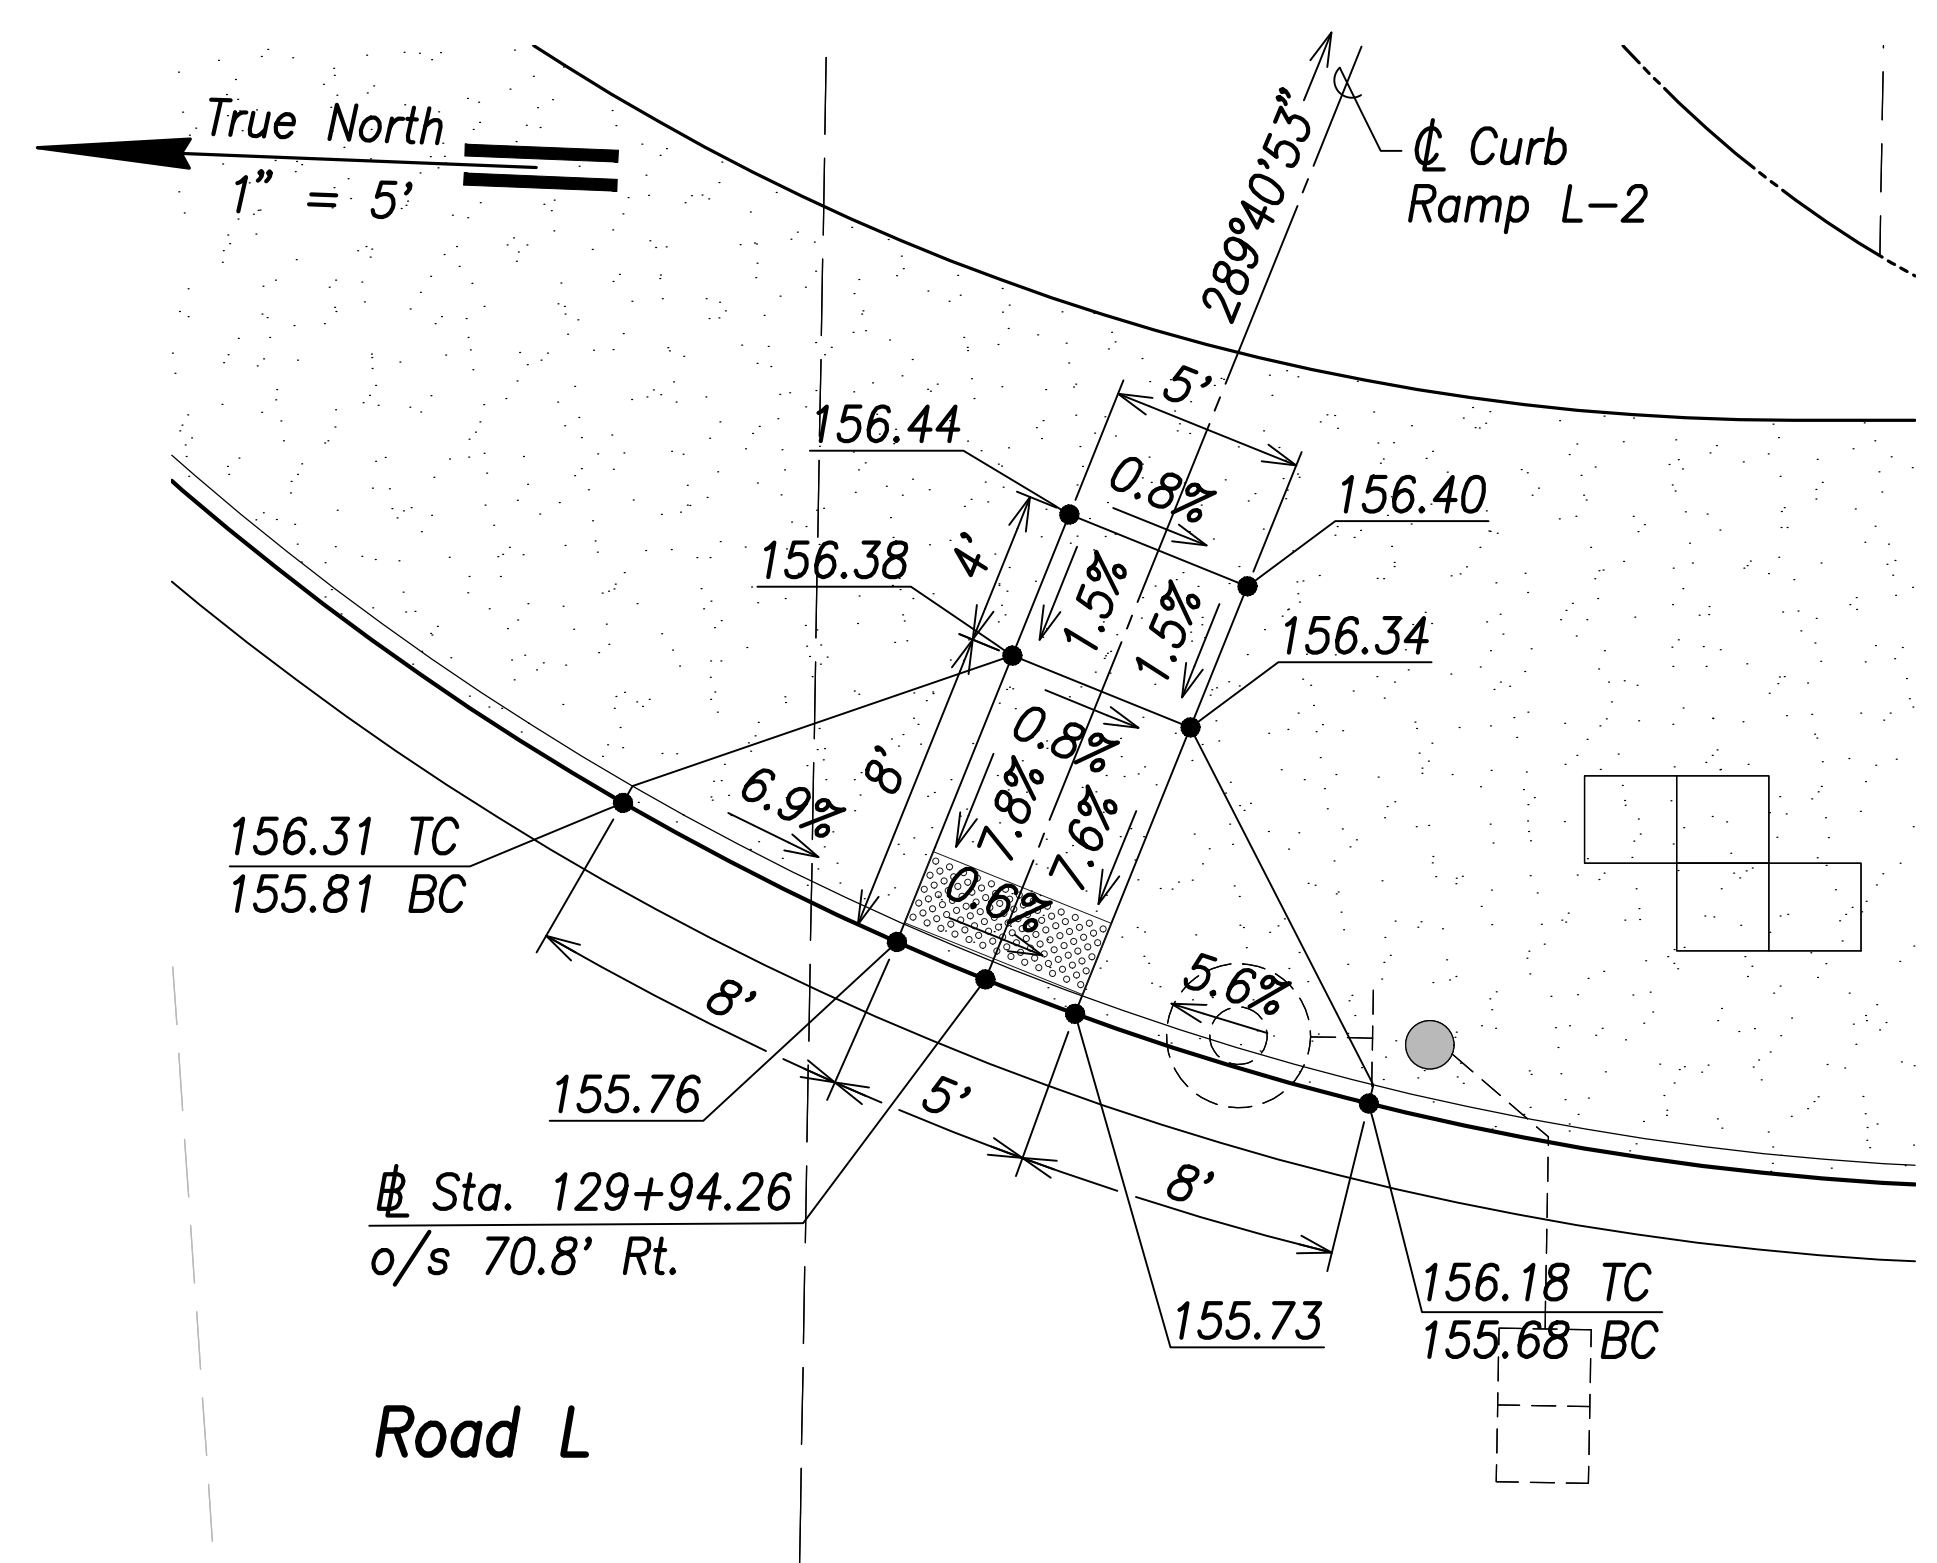 True North
1" = 5'
289°40'53"
℄ Curb
Ramp L-2
5'
156.44
0.8%
156.40
4'
156.38
1.5%
1.5%
156.34
0.8%
8'
7.8%
7.6%
6.9%
156.31 TC
155.81 BC
0.6%
5.6%
8'
155.76
5'
8'
BL Sta. 129+94.26
o/s 70.8' Rt.
155.73
156.18 TC
155.68 BC
Road L